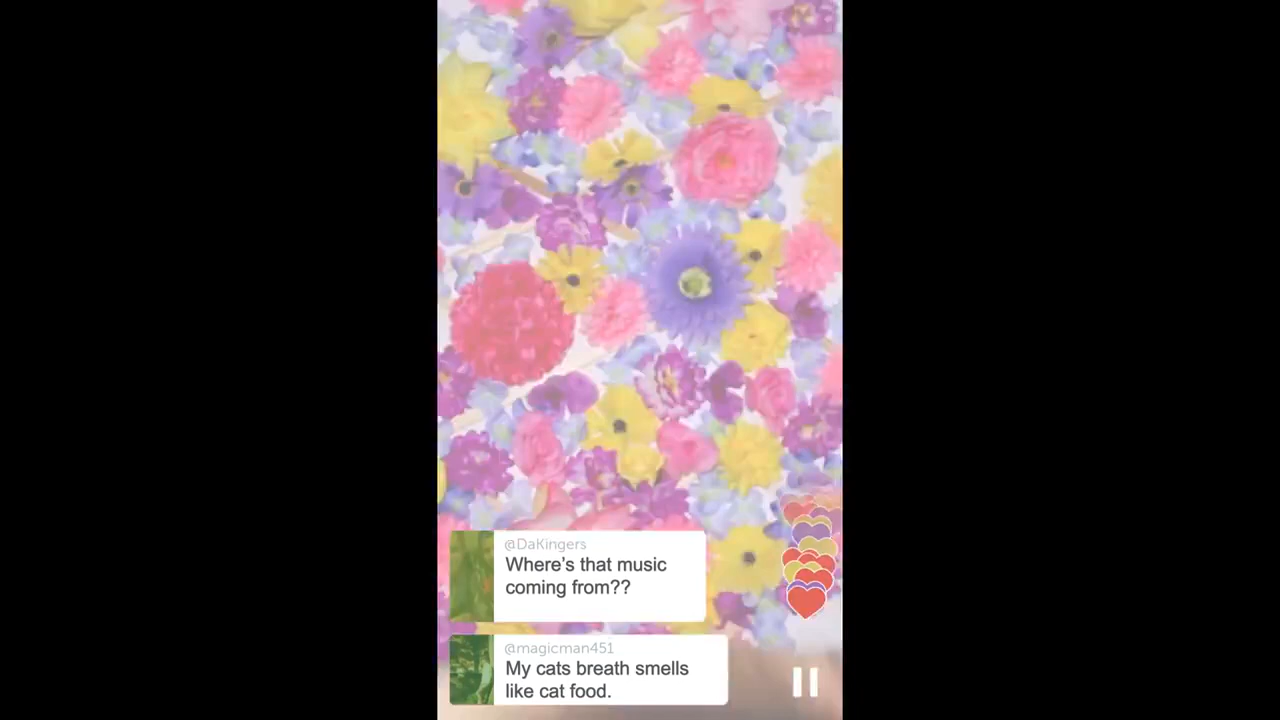 @DaKingers
Where’s that music
coming from??
@magicman451
My cats breath smells
like cat food.